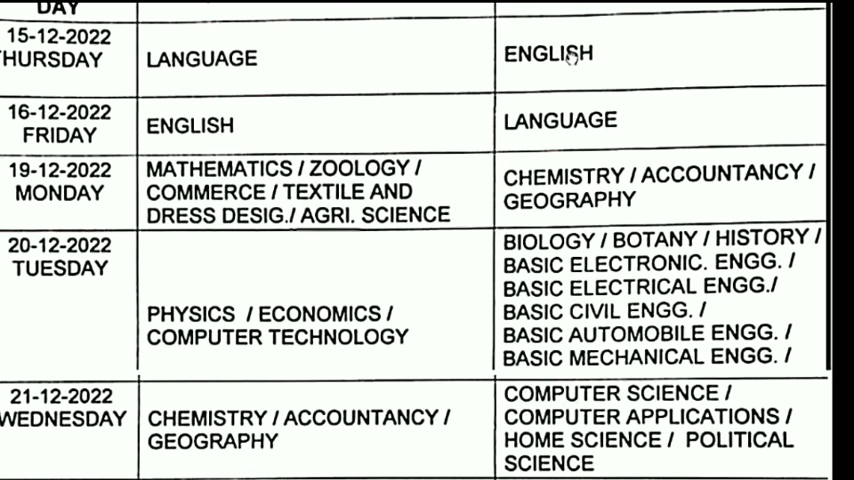 DAY
15-12-2022
THURSDAY
LANGUAGE
ENGLISH
16-12-2022
FRIDAY
ENGLISH
LANGUAGE
19-12-2022
MONDAY
MATHEMATICS / ZOOLOGY /
COMMERCE / TEXTILE AND
DRESS DESIG./ AGRI. SCIENCE
CHEMISTRY / ACCOUNTANCY /
GEOGRAPHY
20-12-2022
TUESDAY
PHYSICS / ECONOMICS /
COMPUTER TECHNOLOGY
BIOLOGY / BOTANY / HISTORY /
BASIC ELECTRONIC. ENGG. /
BASIC ELECTRICAL ENGG./
BASIC CIVIL ENGG. /
BASIC AUTOMOBILE ENGG. /
BASIC MECHANICAL ENGG. /
21-12-2022
WEDNESDAY
CHEMISTRY / ACCOUNTANCY /
GEOGRAPHY
COMPUTER SCIENCE /
COMPUTER APPLICATIONS /
HOME SCIENCE / POLITICAL
SCIENCE